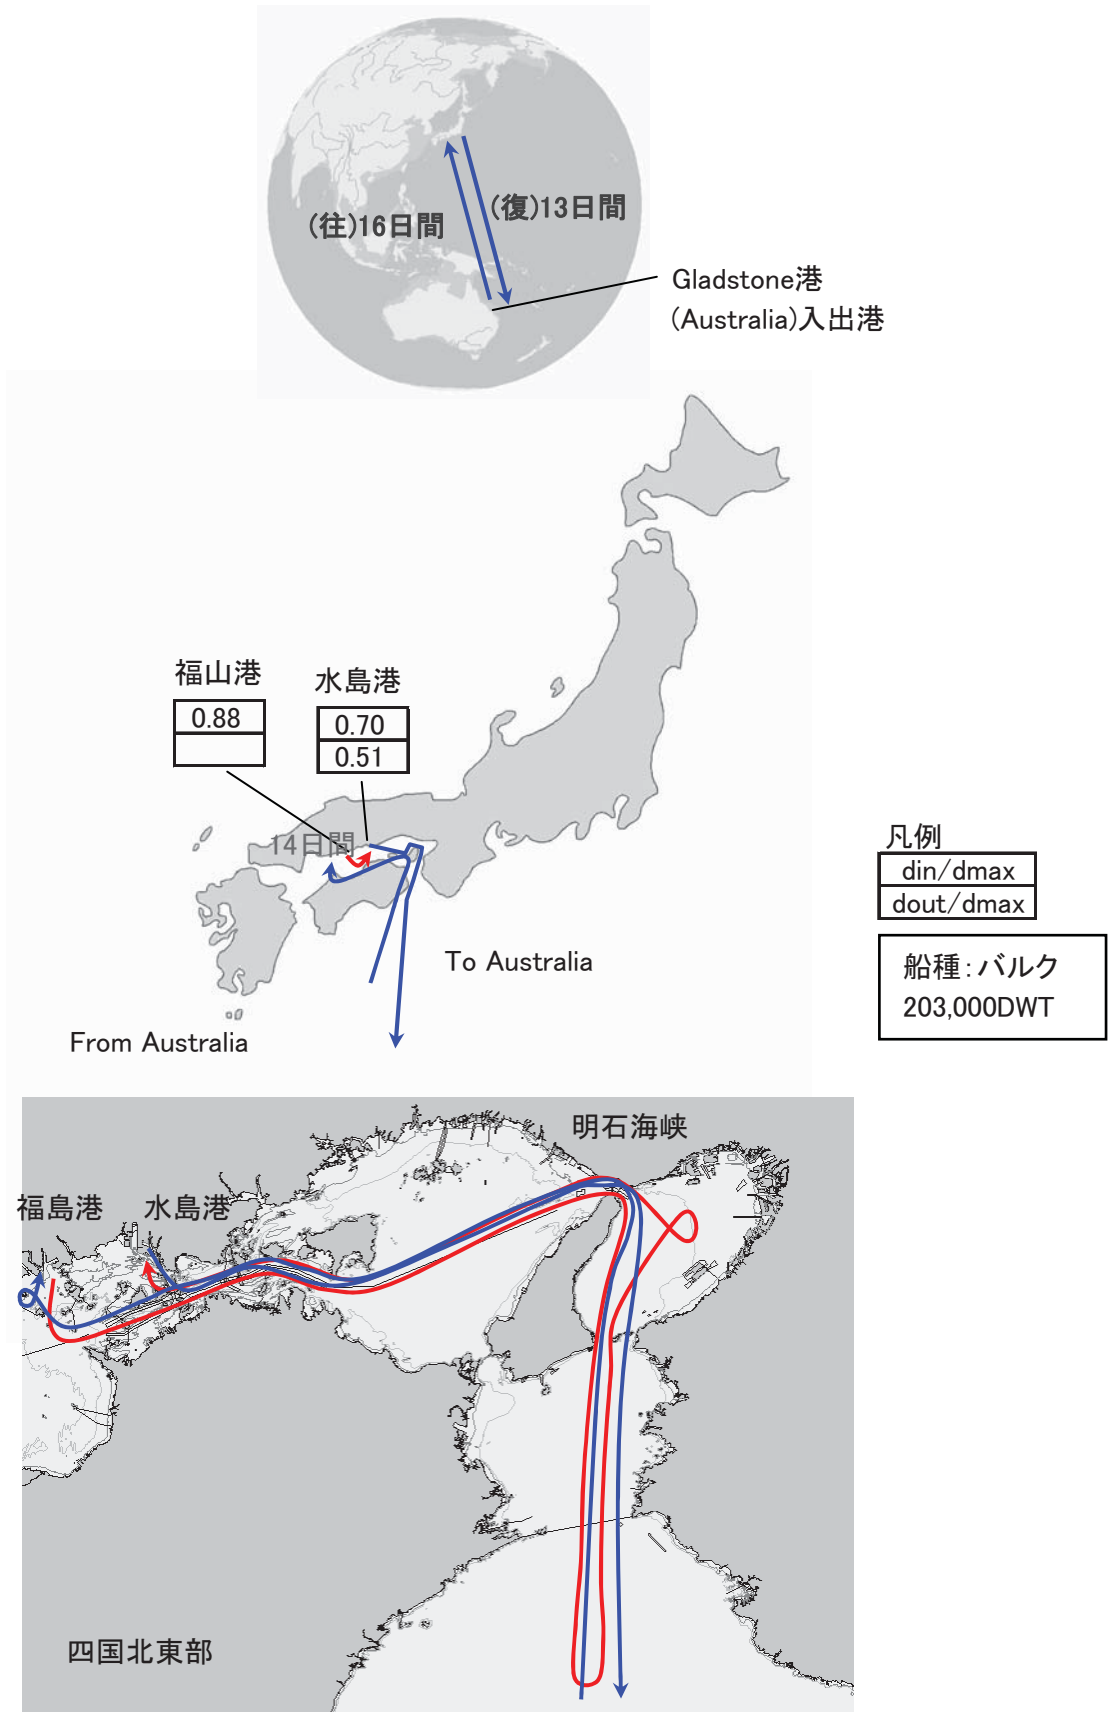 (往)16日間
(復)13日間
Gladstone港
(Australia)入出港
福山港
0.88
水島港
0.70
0.51
14日間
凡例
din/dmax
dout/dmax
船種：バルク
203,000DWT
To Australia
From Australia
明石海峡
福島港
水島港
四国北東部